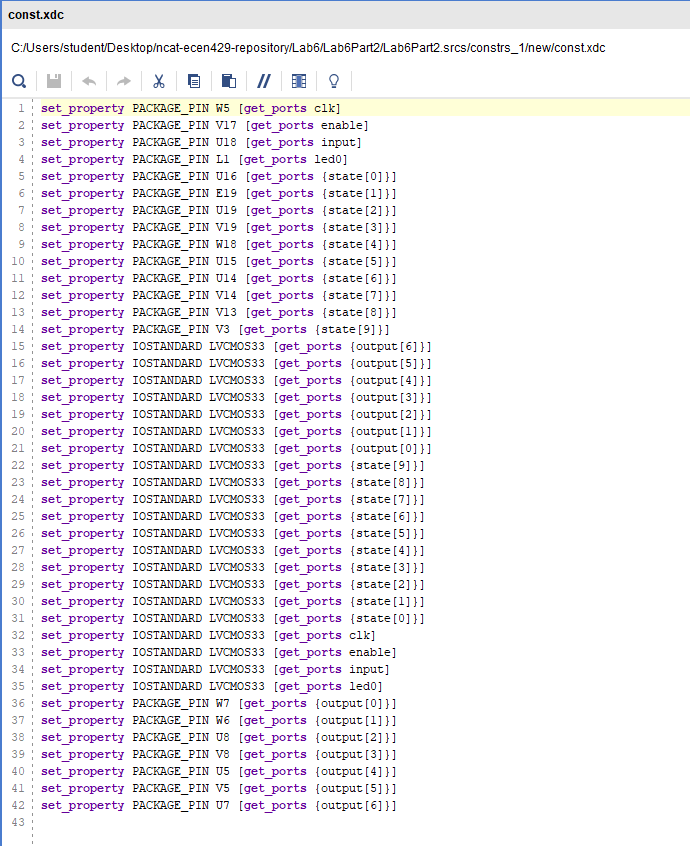 const.xdc
C:/Users/student/Desktop/ncat-ecen429-repository/Lab6/Lab6Part2/Lab6Part2.srcs/constrs_1/new/const.xdc
1 set_property PACKAGE_PIN W5 [get_ports clk]
2 set_property PACKAGE_PIN V17 [get_ports enable]
3 set_property PACKAGE_PIN U18 [get_ports input]
4 set_property PACKAGE_PIN L1 [get_ports led0]
5 set_property PACKAGE_PIN U16 [get_ports {state[0]}]
6 set_property PACKAGE_PIN E19 [get_ports {state[1]}]
7 set_property PACKAGE_PIN U19 [get_ports {state[2]}]
8 set_property PACKAGE_PIN V19 [get_ports {state[3]}]
9 set_property PACKAGE_PIN W18 [get_ports {state[4]}]
10 set_property PACKAGE_PIN U15 [get_ports {state[5]}]
11 set_property PACKAGE_PIN U14 [get_ports {state[6]}]
12 set_property PACKAGE_PIN V14 [get_ports {state[7]}]
13 set_property PACKAGE_PIN V13 [get_ports {state[8]}]
14 set_property PACKAGE_PIN V3 [get_ports {state[9]}]
15 set_property IOSTANDARD LVCMOS33 [get_ports {output[6]}]
16 set_property IOSTANDARD LVCMOS33 [get_ports {output[5]}]
17 set_property IOSTANDARD LVCMOS33 [get_ports {output[4]}]
18 set_property IOSTANDARD LVCMOS33 [get_ports {output[3]}]
19 set_property IOSTANDARD LVCMOS33 [get_ports {output[2]}]
20 set_property IOSTANDARD LVCMOS33 [get_ports {output[1]}]
21 set_property IOSTANDARD LVCMOS33 [get_ports {output[0]}]
22 set_property IOSTANDARD LVCMOS33 [get_ports {state[9]}]
23 set_property IOSTANDARD LVCMOS33 [get_ports {state[8]}]
24 set_property IOSTANDARD LVCMOS33 [get_ports {state[7]}]
25 set_property IOSTANDARD LVCMOS33 [get_ports {state[6]}]
26 set_property IOSTANDARD LVCMOS33 [get_ports {state[5]}]
27 set_property IOSTANDARD LVCMOS33 [get_ports {state[4]}]
28 set_property IOSTANDARD LVCMOS33 [get_ports {state[3]}]
29 set_property IOSTANDARD LVCMOS33 [get_ports {state[2]}]
30 set_property IOSTANDARD LVCMOS33 [get_ports {state[1]}]
31 set_property IOSTANDARD LVCMOS33 [get_ports {state[0]}]
32 set_property IOSTANDARD LVCMOS33 [get_ports clk]
33 set_property IOSTANDARD LVCMOS33 [get_ports enable]
34 set_property IOSTANDARD LVCMOS33 [get_ports input]
35 set_property IOSTANDARD LVCMOS33 [get_ports led0]
36 set_property PACKAGE_PIN W7 [get_ports {output[0]}]
37 set_property PACKAGE_PIN W6 [get_ports {output[1]}]
38 set_property PACKAGE_PIN U8 [get_ports {output[2]}]
39 set_property PACKAGE_PIN V8 [get_ports {output[3]}]
40 set_property PACKAGE_PIN U5 [get_ports {output[4]}]
41 set_property PACKAGE_PIN V5 [get_ports {output[5]}]
42 set_property PACKAGE_PIN U7 [get_ports {output[6]}]
43